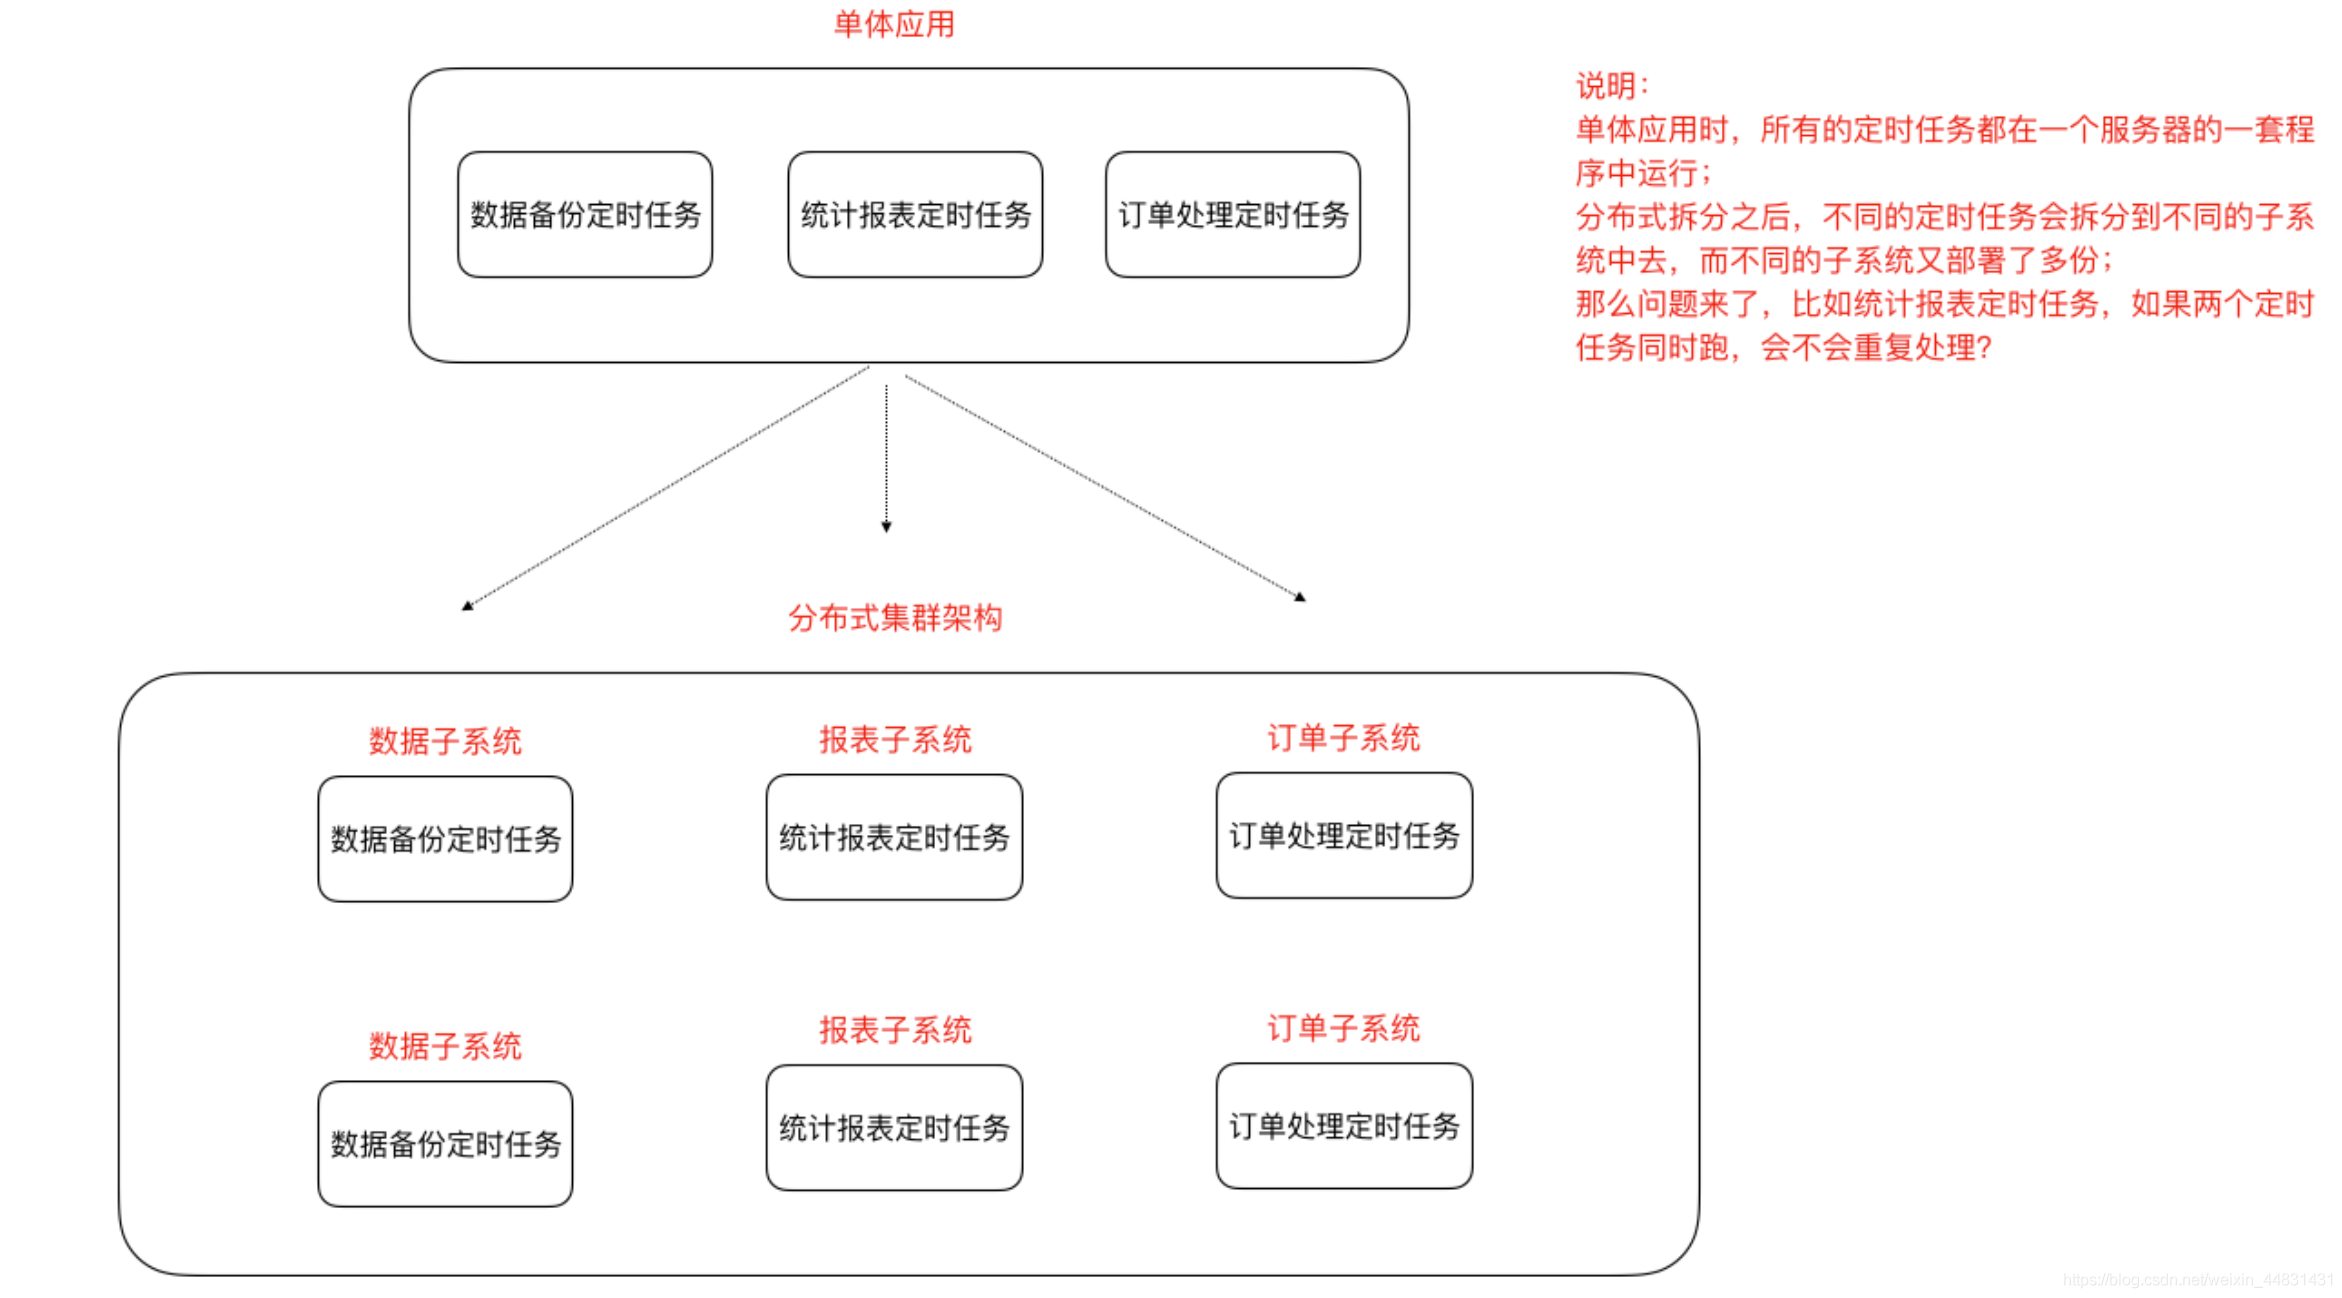 单体应用
数据备份定时任务
统计报表定时任务
订单处理定时任务
说明：
单体应用时，所有的定时任务都在一个服务器的一套程
序中运行；
分布式拆分之后，不同的定时任务会拆分到不同的子系
统中去，而不同的子系统又部署了多份；
那么问题来了，比如统计报表定时任务，如果两个定时
任务同时跑，会不会重复处理？
分布式集群架构
数据子系统
报表子系统
订单子系统
数据备份定时任务
统计报表定时任务
订单处理定时任务
数据子系统
报表子系统
订单子系统
数据备份定时任务
统计报表定时任务
订单处理定时任务
https://blog.csdn.net/weixin_44831431